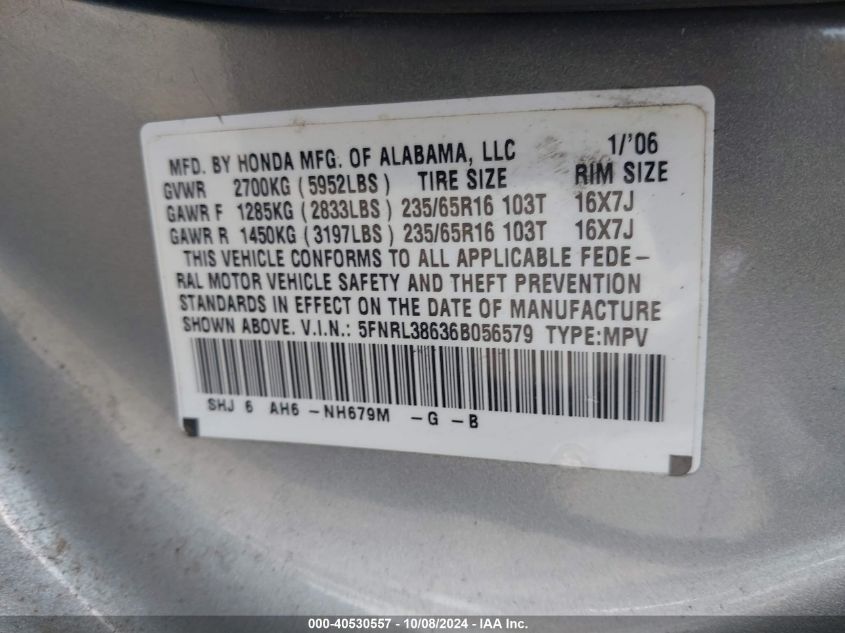 MFD. BY HONDA MFG. OF ALABAMA, LLC 1/'06
GVWR 2700KG (5952LBS) TIRE SIZE RIM SIZE
GAWR F 1285KG (2833LBS) 235/65R16 103T 16X7J
GAWR R 1450KG (3197LBS) 235/65R16 103T 16X7J
THIS VEHICLE CONFORMS TO ALL APPLICABLE FEDE-
RAL MOTOR VEHICLE SAFETY AND THEFT PREVENTION
STANDARDS IN EFFECT ON THE DATE OF MANUFACTURE
SHOWN ABOVE. V.I.N.: 5FNRL38636B056579 TYPE:MPV
SHJ 6 AH6 -NH679M -G -B
000-40530557 - 10/08/2024 - IAA Inc.